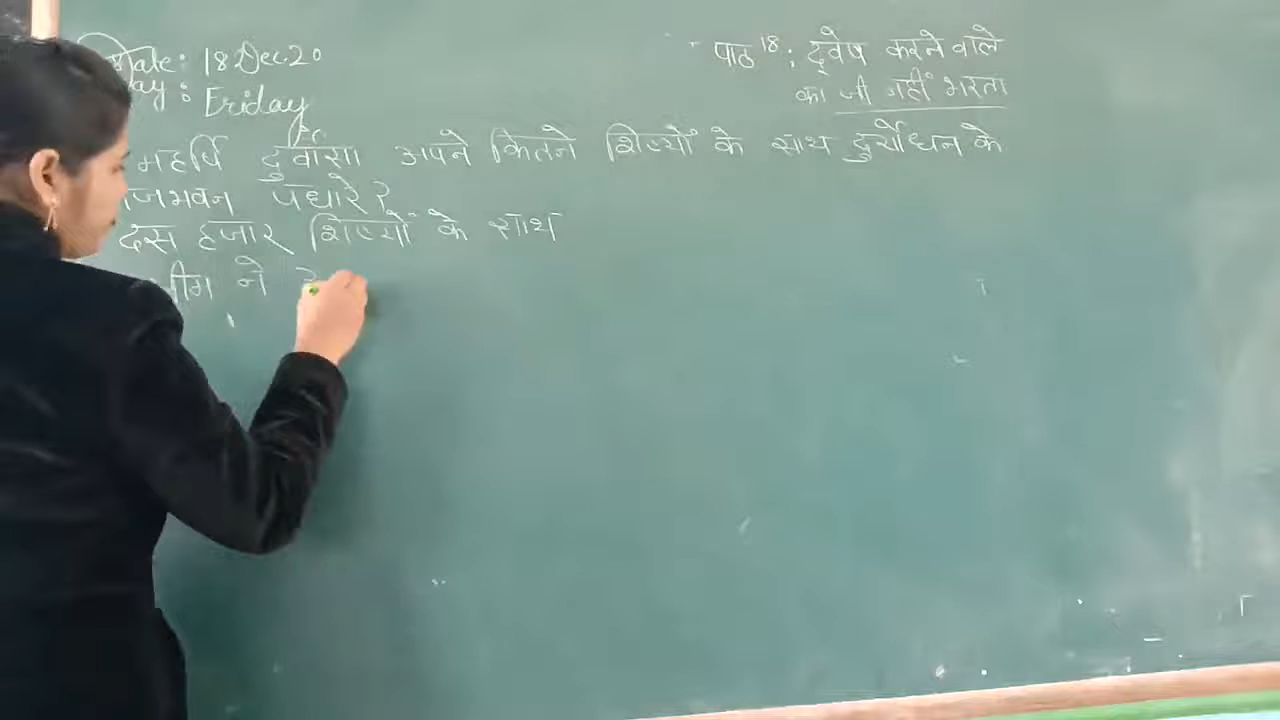 Date: 18 Dec. 20
Day: Friday
पाठ 18: द्वेष करने वाले
का जी नहीं भरता
महर्षि दुर्वासा अपने कितने शिष्यों के साथ दुर्योधन के
जभवन पधारे?
दस हजार शिष्यों के साथ
भीम ने